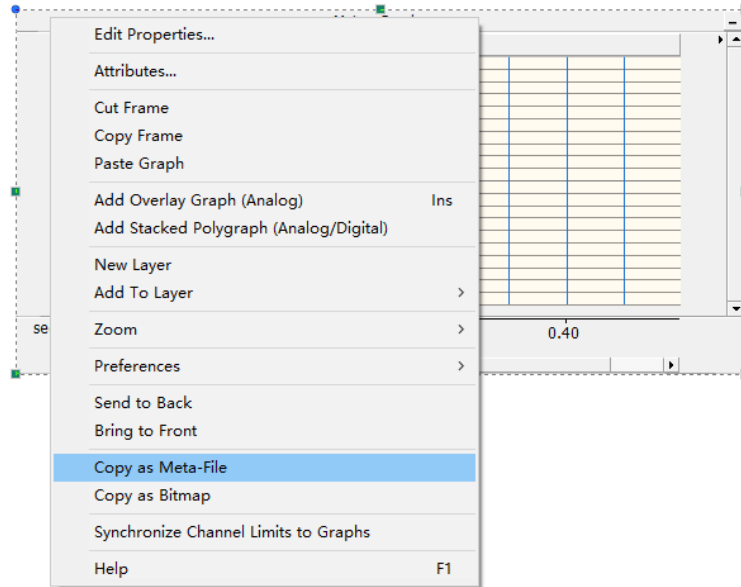 Edit Properties...
Attributes...
Cut Frame
Copy Frame
Paste Graph
Add Overlay Graph (Analog) Ins
Add Stacked Polygraph (Analog/Digital)
New Layer
Add To Layer
Zoom
Preferences
Send to Back
Bring to Front
Copy as Meta-File
Copy as Bitmap
Synchronize Channel Limits to Graphs
Help F1
se
0.40